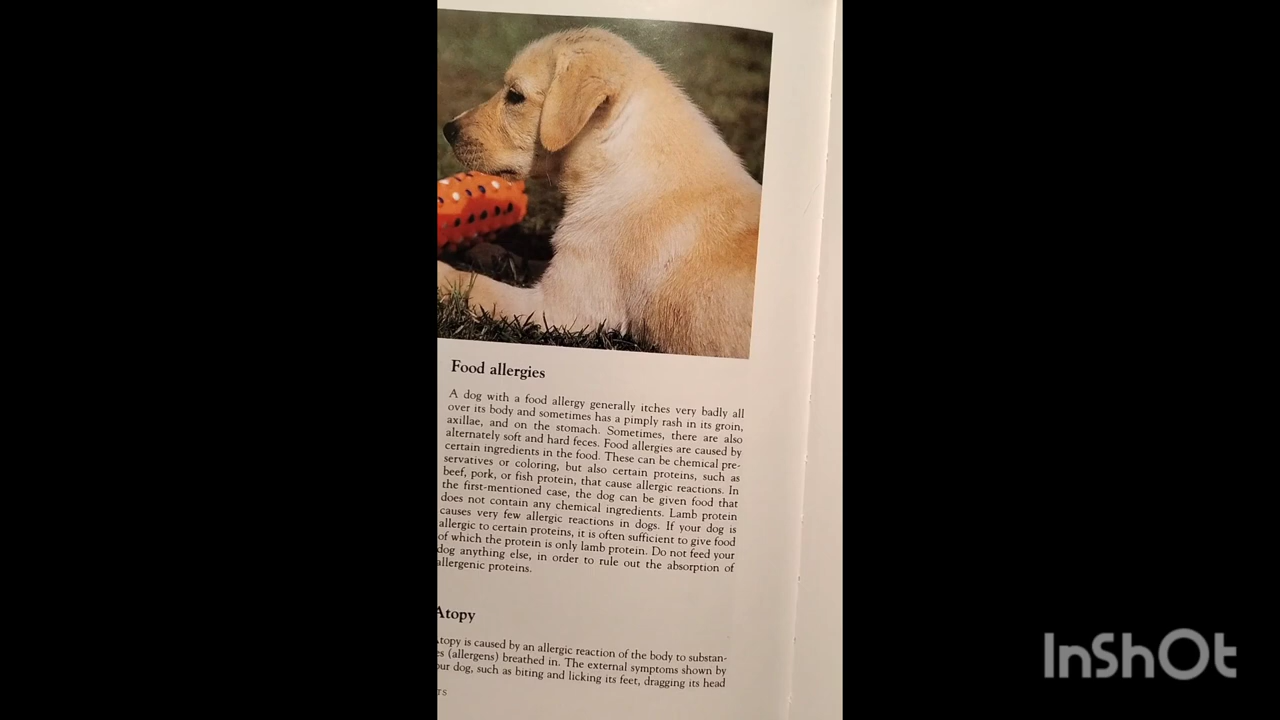 Food allergies
A dog with a food allergy generally itches very badly all
over its body and sometimes has a pimply rash in its groin,
axillae, and on the stomach. Sometimes, there are also
alternately soft and hard feces. Food allergies are caused by
certain ingredients in the food. These can be chemical pre-
servatives or coloring, but also certain proteins, such as
beef, pork, or fish protein, that cause allergic reactions. In
the first-mentioned case, the dog can be given food that
does not contain any chemical ingredients. Lamb protein
causes very few allergic reactions in dogs. If your dog is
allergic to certain proteins, it is often sufficient to give food
of which the protein is only lamb protein. Do not feed your
dog anything else, in order to rule out the absorption of
allergenic proteins.
Atopy
topy is caused by an allergic reaction of the body to substan-
es (allergens) breathed in. The external symptoms shown by
ur dog, such as biting and licking its feet, dragging its head
TS
InShOt